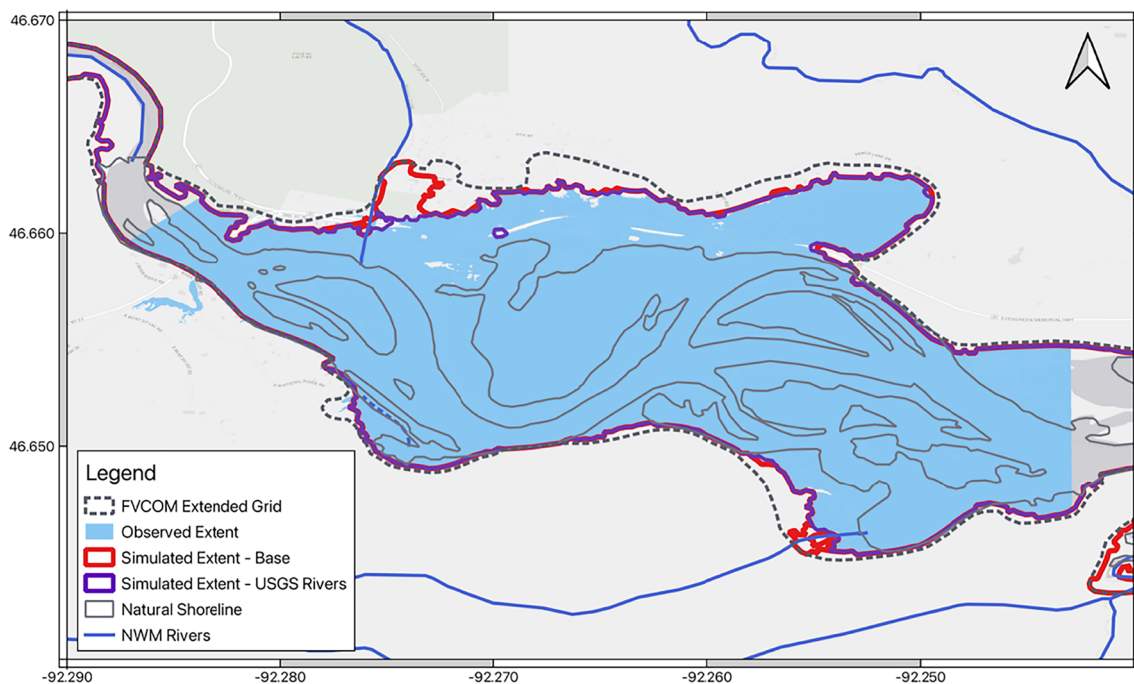 46.670
46.660
46.650
Legend
FVCOM Extended Grid
Observed Extent
Simulated Extent - Base
Simulated Extent - USGS Rivers
Natural Shoreline
NWM Rivers
-92.290
-92.280
-92.270
-92.260
-92.250